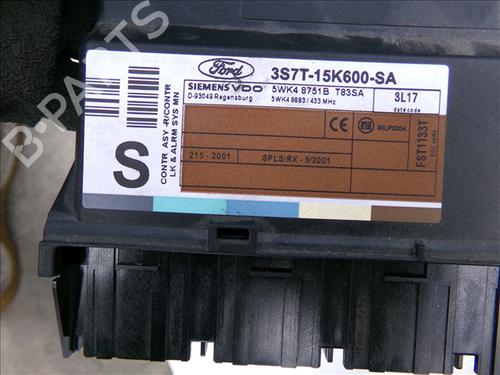 B-PARTS
Ford
3S7T-15K600-SA
SIEMENS VDO
D-93049 Regensburg
5WK4 8751B T83SA
5WK4 8883/433 MHz
3L17
date code
CONTR ASY -R/CONTR
LK & ALRM SYS MN
S
215 - 2001
SPLS/RX - 9/2001
FST1133T